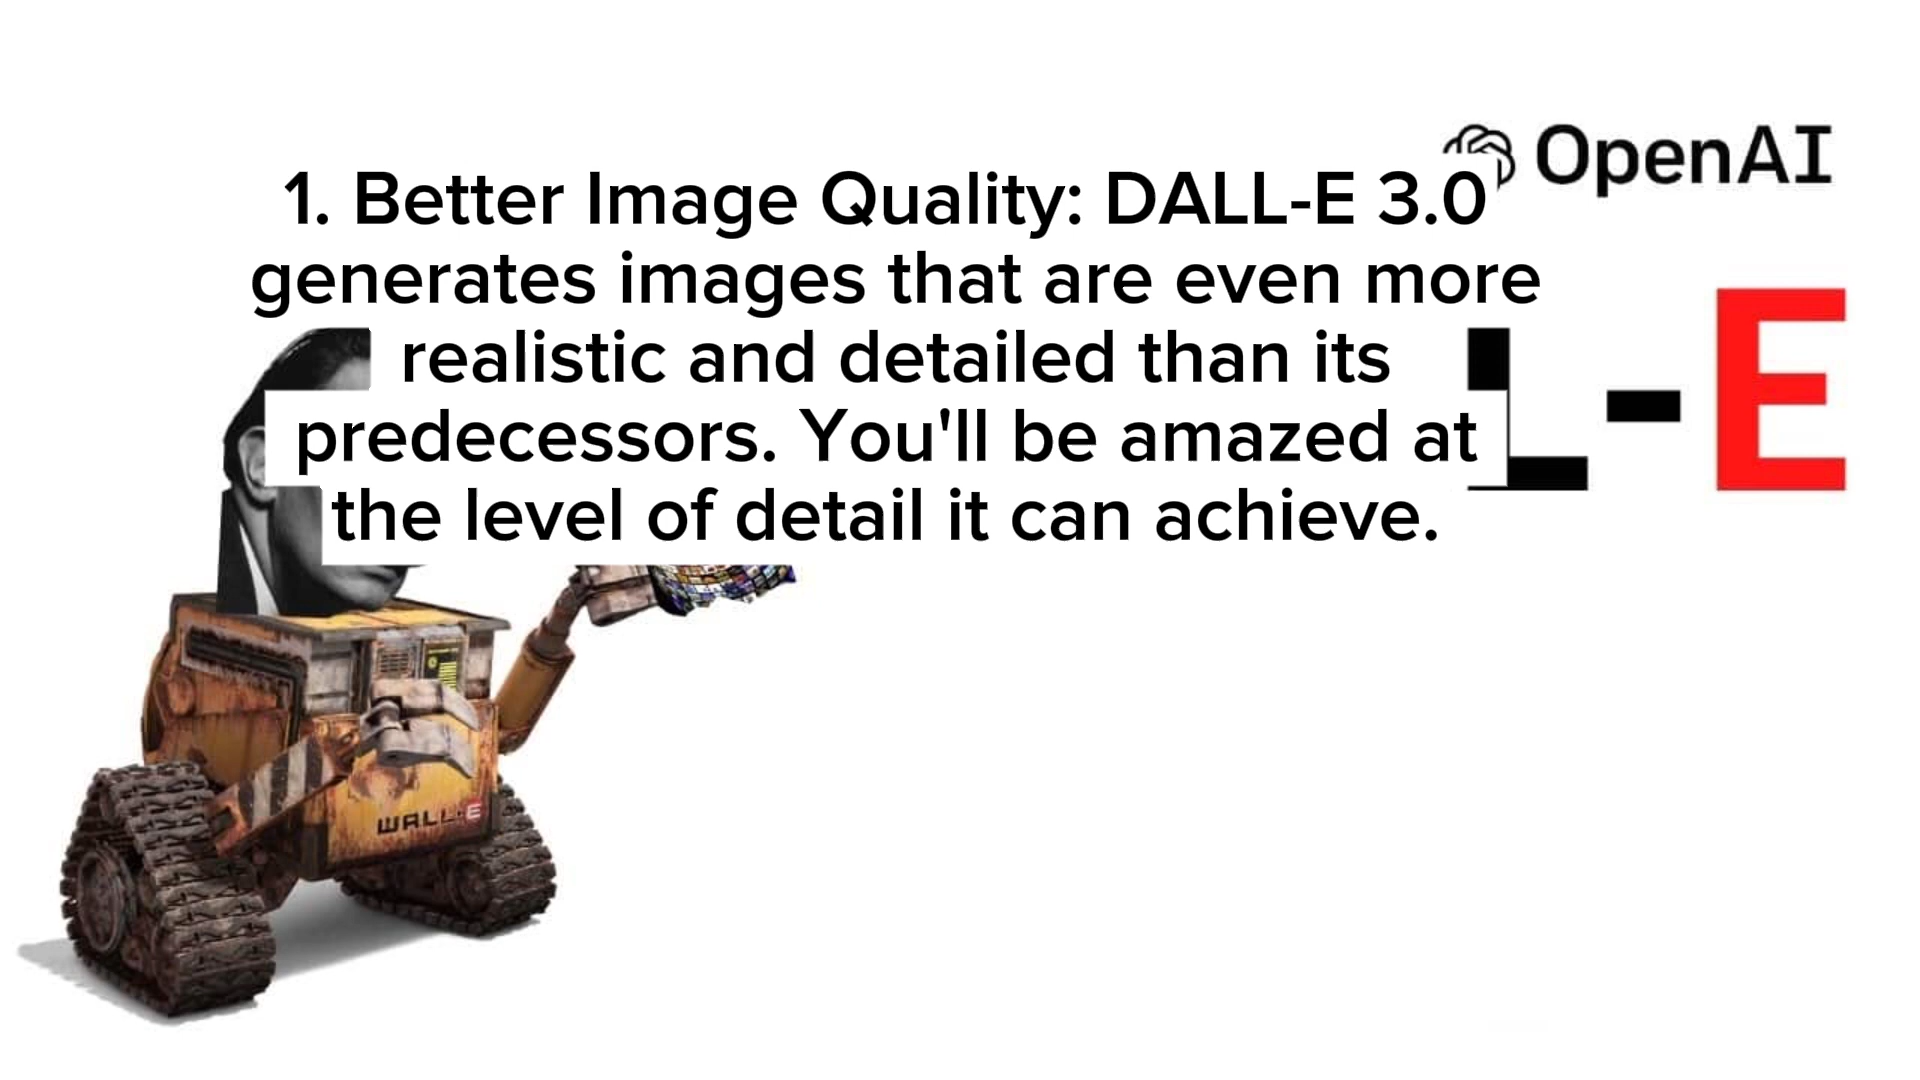 OpenAI
1. Better Image Quality: DALL-E 3.0
generates images that are even more
realistic and detailed than its
predecessors. You'll be amazed at
the level of detail it can achieve.
L-E
WALL·E